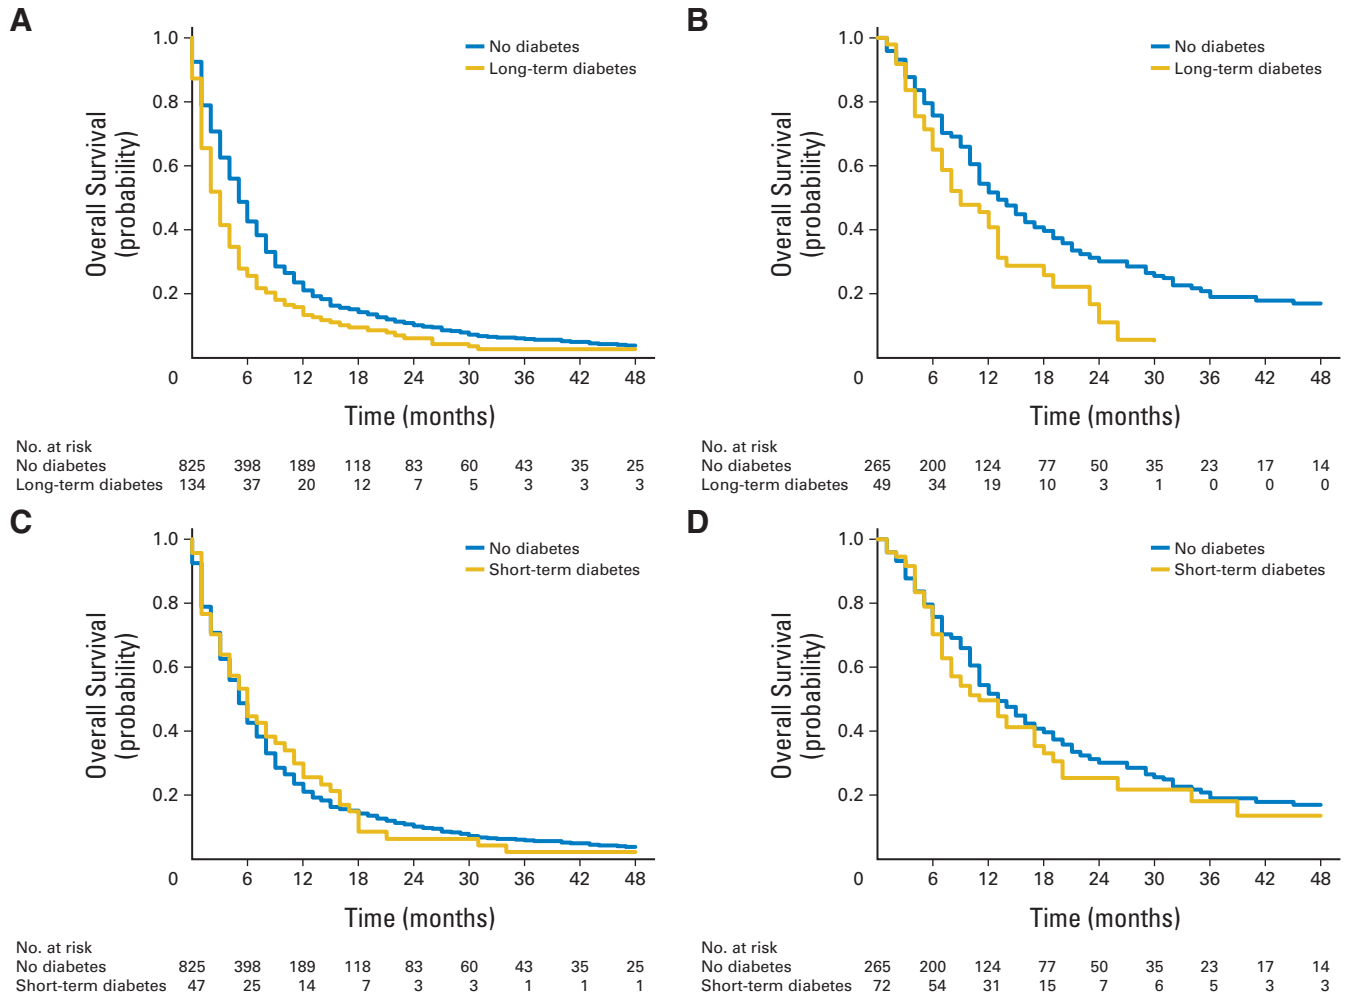 A
No diabetes
Long-term diabetes
Overall Survival
(probability)
1.0
0.8
0.6
0.4
0.2
0 6 12 18 24 30 36 42 48
Time (months)
No. at risk
No diabetes 825 398 189 118 83 60 43 35 25
Long-term diabetes 134 37 20 12 7 5 3 3 3
B
No diabetes
Long-term diabetes
Overall Survival
(probability)
1.0
0.8
0.6
0.4
0.2
0 6 12 18 24 30 36 42 48
Time (months)
No. at risk
No diabetes 265 200 124 77 50 35 23 17 14
Long-term diabetes 49 34 19 10 3 1 0 0 0
C
No diabetes
Short-term diabetes
Overall Survival
(probability)
1.0
0.8
0.6
0.4
0.2
0 6 12 18 24 30 36 42 48
Time (months)
No. at risk
No diabetes 825 398 189 118 83 60 43 35 25
Short-term diabetes 47 25 14 7 3 3 1 1 1
D
No diabetes
Short-term diabetes
Overall Survival
(probability)
1.0
0.8
0.6
0.4
0.2
0 6 12 18 24 30 36 42 48
Time (months)
No. at risk
No diabetes 265 200 124 77 50 35 23 17 14
Short-term diabetes 72 54 31 15 7 6 5 3 3